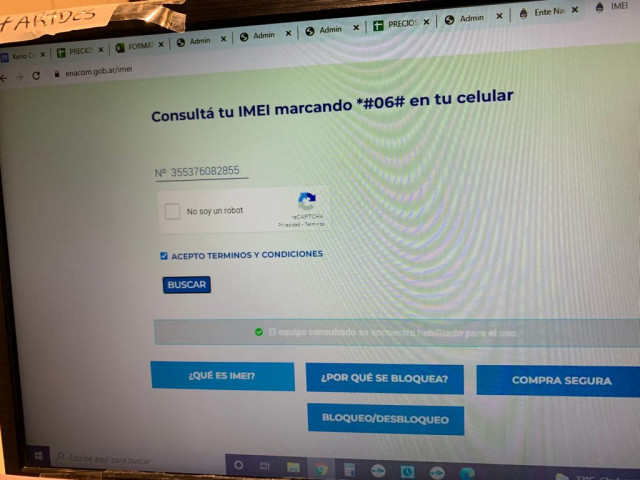 Kerio Co
PRECIOS
FORMAT
Admin
Admin
Admin
PRECIOS
Admin
Ente Na
IMEI
enacom.gob.ar/imei
Consultá tu IMEI marcando *#06# en tu celular
Nº 355376082855
No soy un robot
reCAPTCHA
Privacidad - Términos
ACEPTO TERMINOS Y CONDICIONES
BUSCAR
El equipo consultado se encuentra habilitado para el uso.
¿QUÉ ES IMEI?
¿POR QUÉ SE BLOQUEA?
COMPRA SEGURA
BLOQUEO/DESBLOQUEO
Escribe aquí para buscar